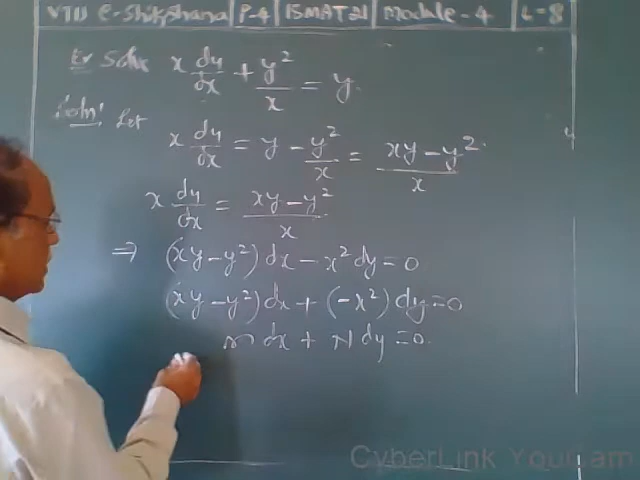 VTU e-Shikshana P-4 15MAT21 Module-4 L-8
Ex Solve x dy/dx + y²/x = y
Soln: Let
x dy/dx = y - y²/x = xy - y²/x
x dy/dx = xy - y²/x
⇒ (xy - y²) dx - x² dy = 0
(xy - y²) dx + (-x²) dy = 0
M dx + N dy = 0
CyberLink YouCam